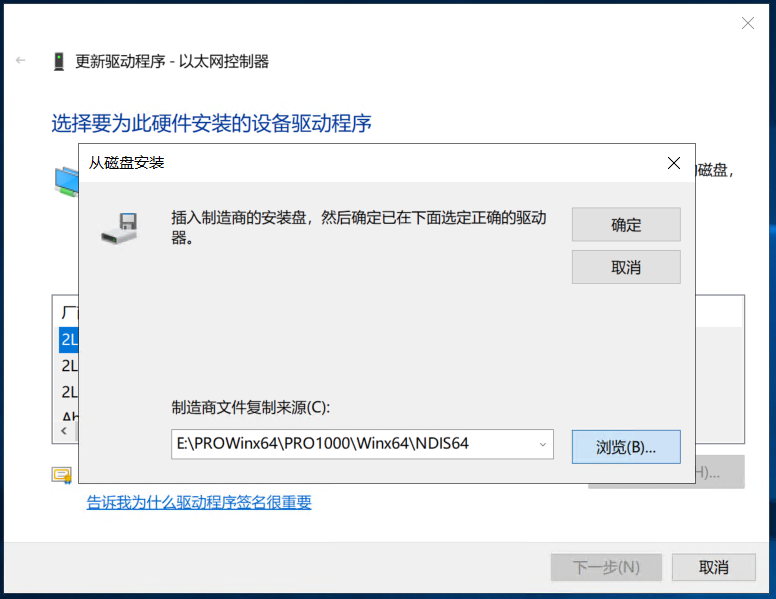 更新驱动程序 - 以太网控制器
选择要为此硬件安装的设备驱动程序
磁盘，
从磁盘安装
插入制造商的安装盘，然后确定已在下面选定正确的驱动
器。
确定
取消
厂
2L
2L
2L
Ab
制造商文件复制来源(C):
E:\PROWinx64\PRO1000\Winx64\NDIS64
浏览(B)...
H)...
告诉我为什么驱动程序签名很重要
下一步(N)
取消